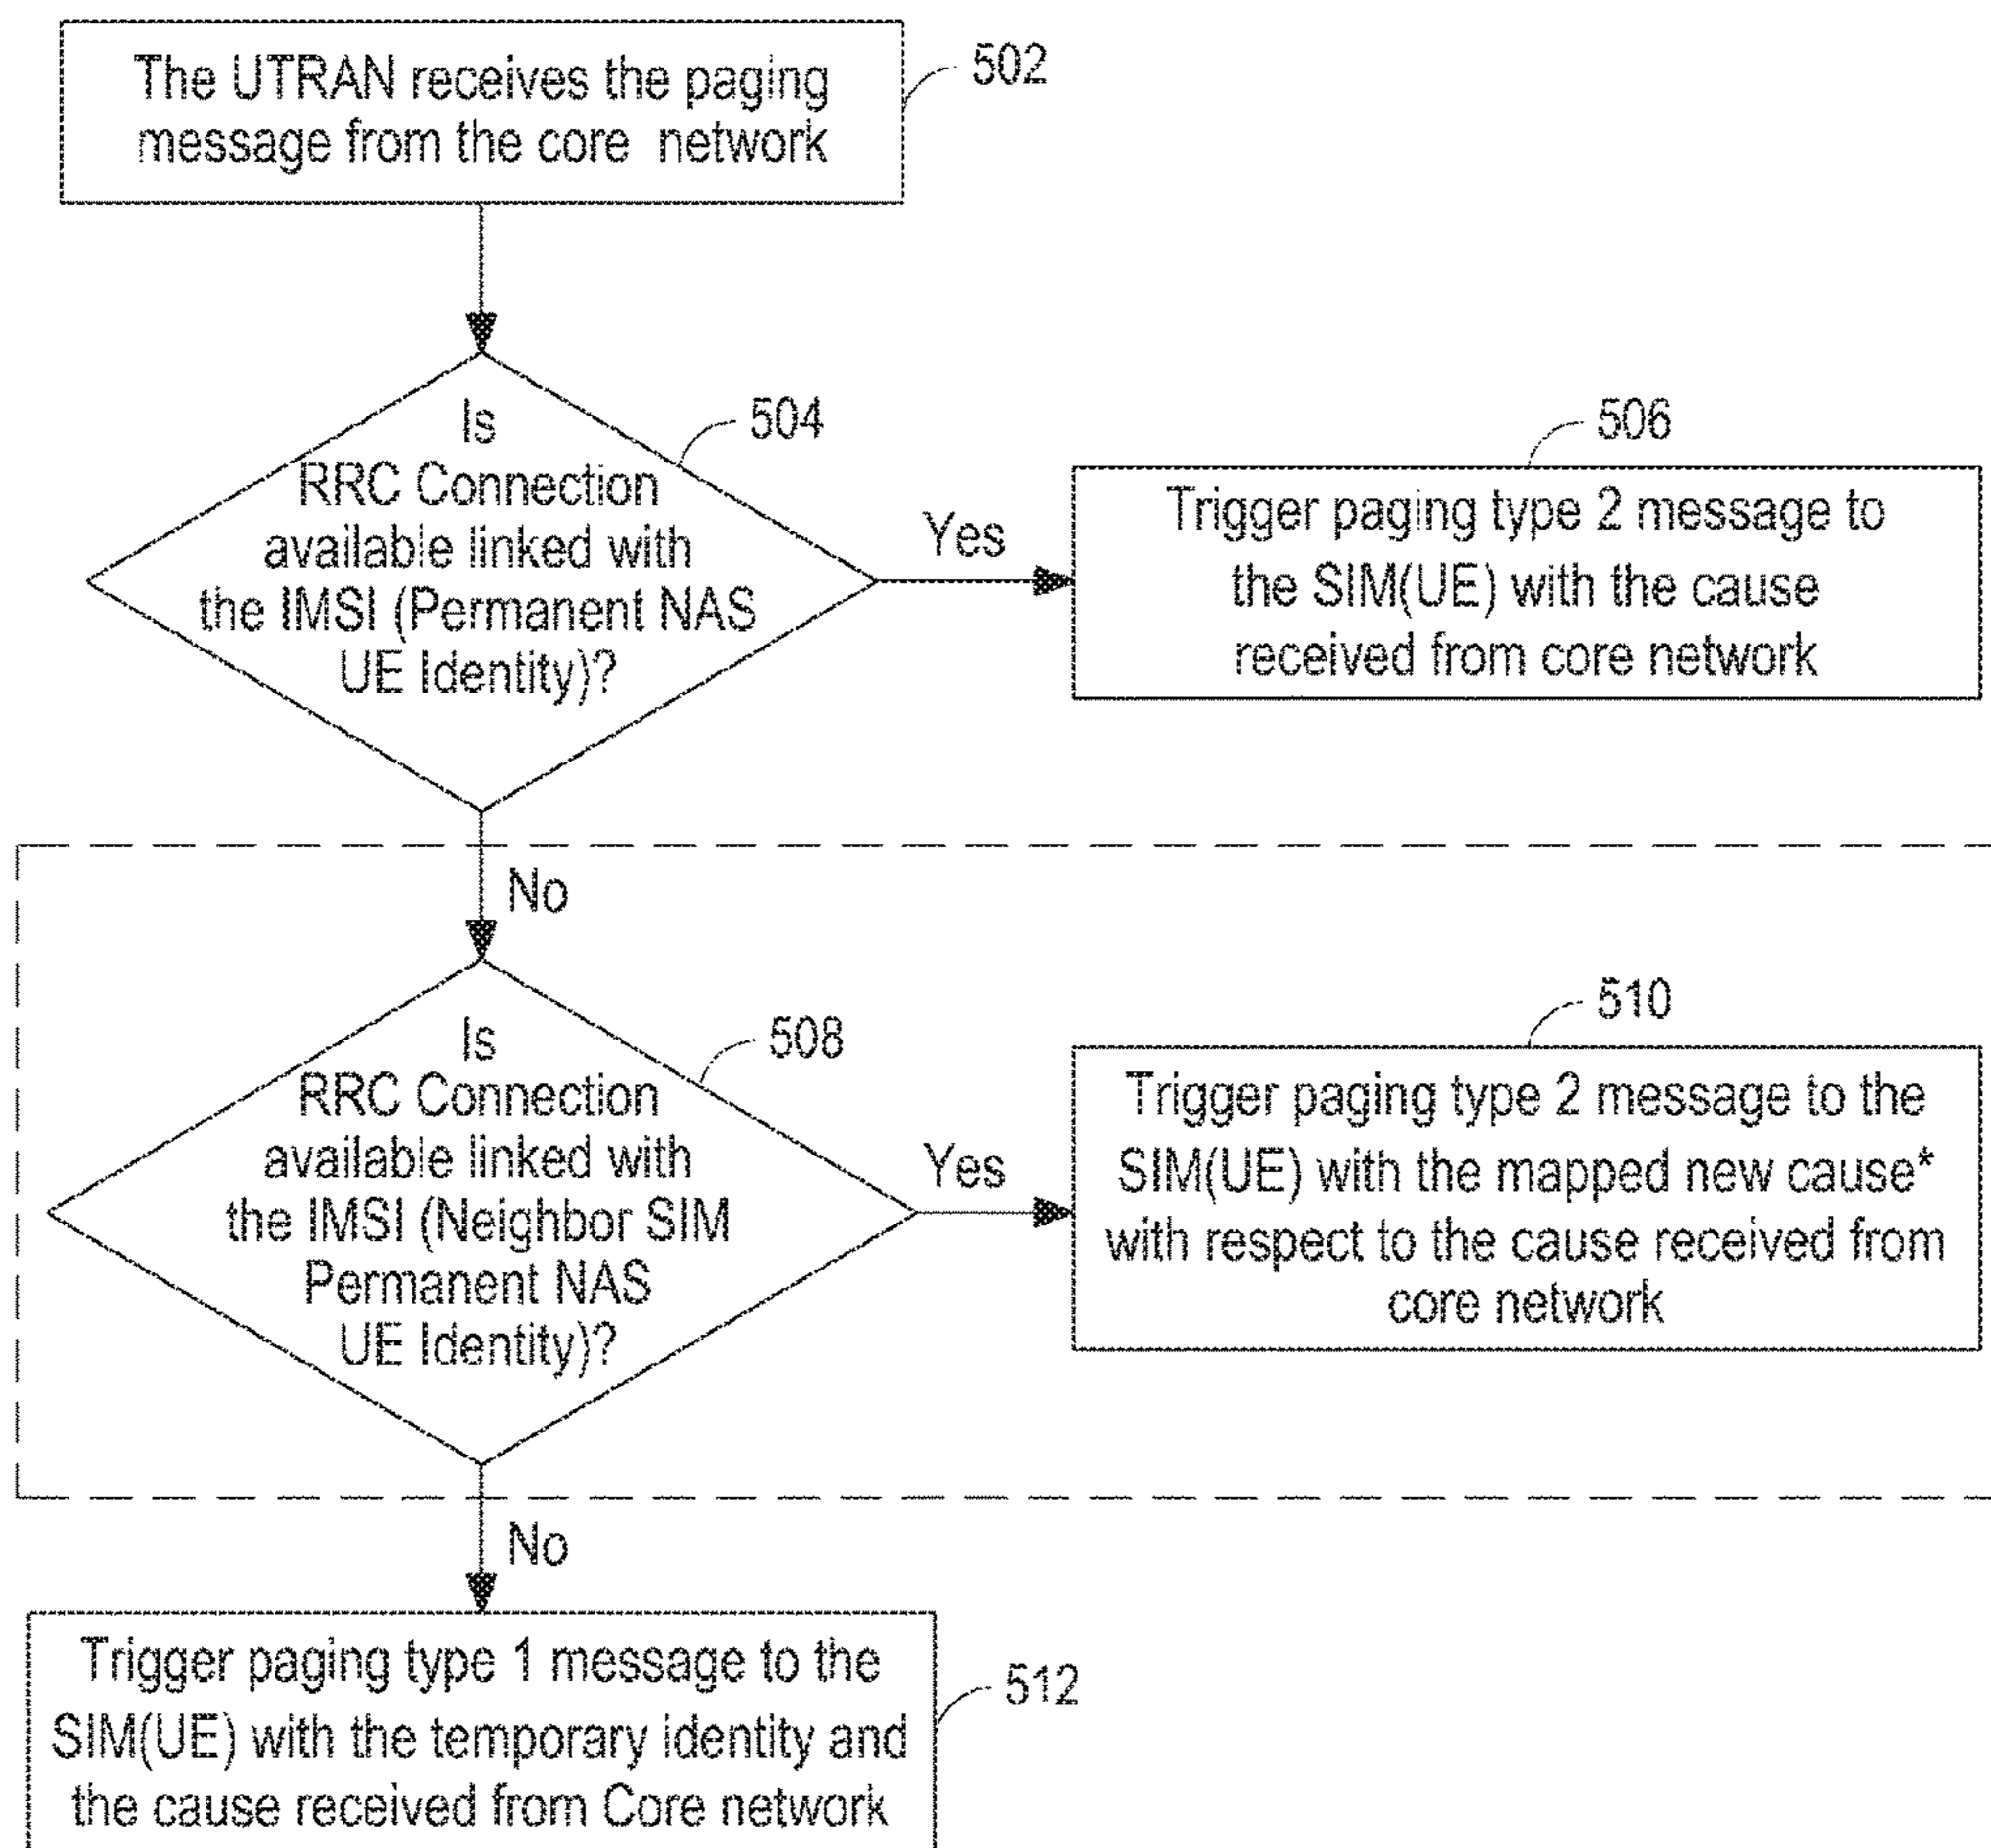 The UTRAN receives the paging
message from the core network
502
Is
RRC Connection
available linked with
the IMSI (Permanent NAS
UE Identity)?
504
Yes
506
Trigger paging type 2 message to
the SIM(UE) with the cause
received from core network
No
Is
RRC Connection
available linked with
the IMSI (Neighbor SIM
Permanent NAS
UE Identity)?
508
Yes
510
Trigger paging type 2 message to the
SIM(UE) with the mapped new cause*
with respect to the cause received from
core network
No
Trigger paging type 1 message to the
SIM(UE) with the temporary identity and
the cause received from Core network
512